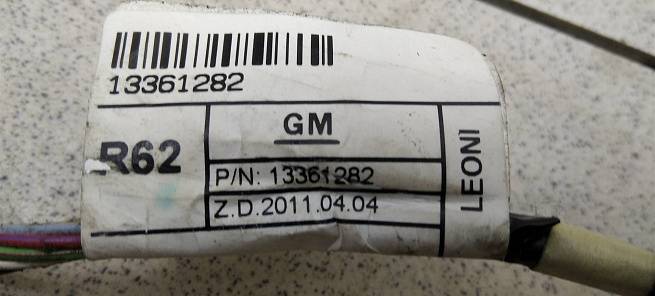 13361282
R62
GM
P/N: 13361282
Z.D.2011.04.04
LEONI